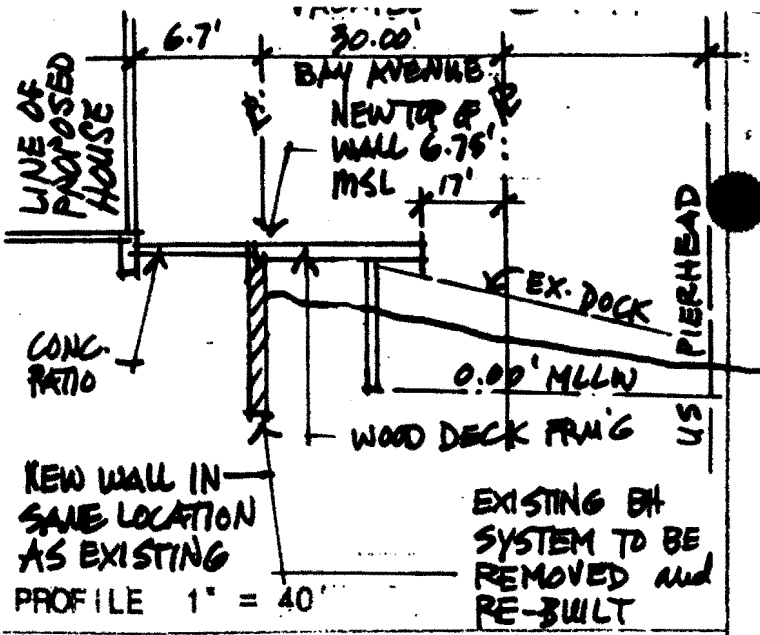 6.7'
30.00'
BAY AVENUE
LINE OF
PROPOSED
HOUSE
NEW TOP OF
WALL 6.75'
MSL
17'
US PIERHEAD
EX. DOCK
CONC.
PATIO
0.00' MLLW
WOOD DECK FRM'G
NEW WALL IN
SAME LOCATION
AS EXISTING
EXISTING BH
SYSTEM TO BE
REMOVED and
RE-BUILT
PROFILE 1" = 40'